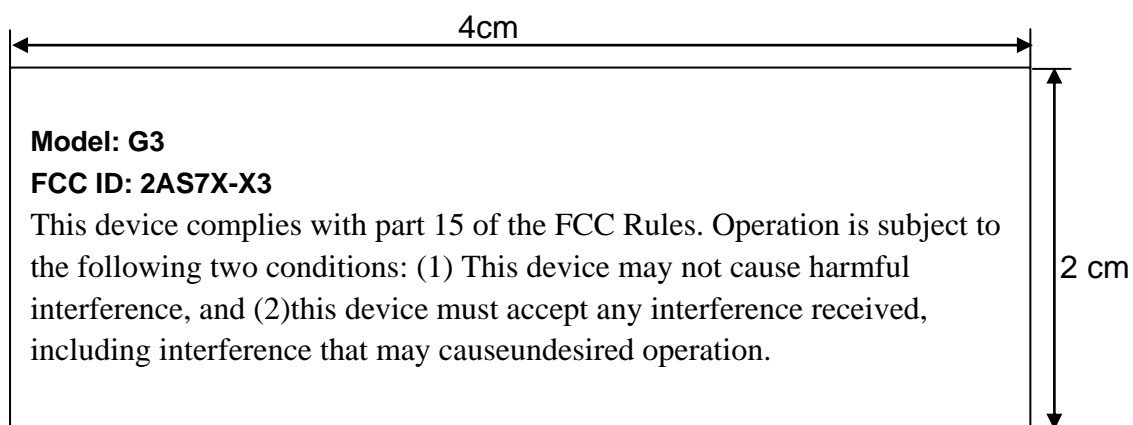 4cm
Model: G3
FCC ID: 2AS7X-X3
This device complies with part 15 of the FCC Rules. Operation is subject to
the following two conditions: (1) This device may not cause harmful
interference, and (2)this device must accept any interference received,
including interference that may causeundesired operation.
2 cm